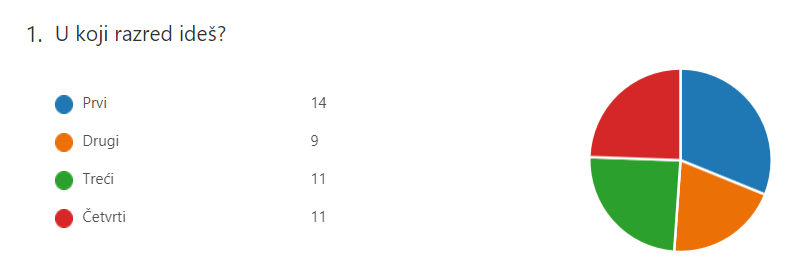 1. U koji razred ideš?
Prvi 14
Drugi 9
Treći 11
Četvrti 11